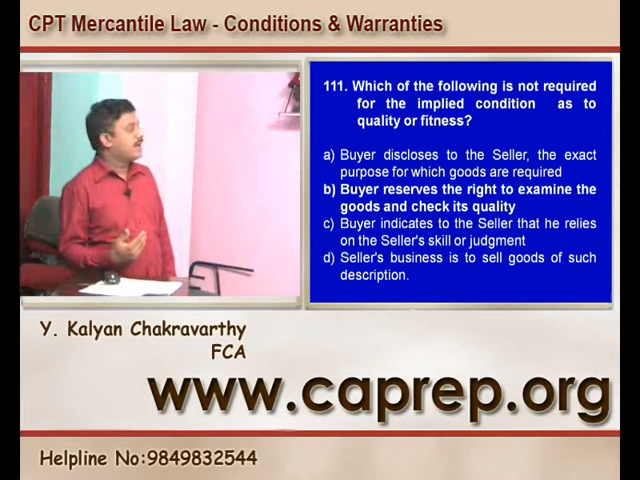 CPT Mercantile Law - Conditions & Warranties
111. Which of the following is not required
for the implied condition as to
quality or fitness?
a) Buyer discloses to the Seller, the exact
purpose for which goods are required
b) Buyer reserves the right to examine the
goods and check its quality
c) Buyer indicates to the Seller that he relies
on the Seller's skill or judgment
d) Seller's business is to sell goods of such
description.
Y. Kalyan Chakravarthy
FCA
www.caprep.org
Helpline No:9849832544